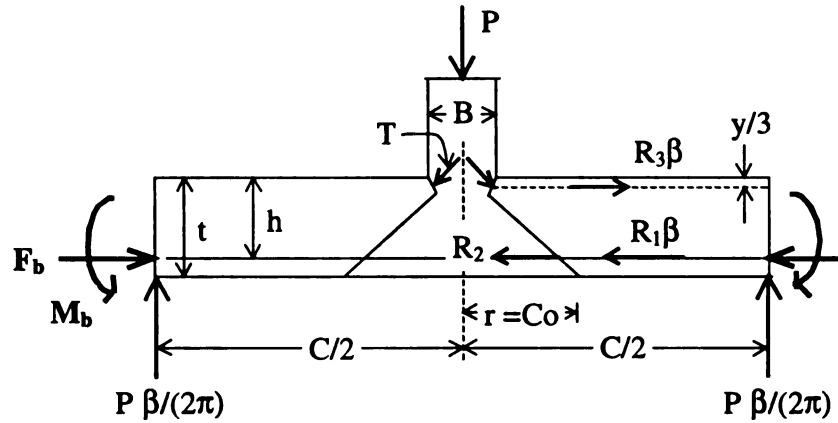 P
B
T
y/3
R₃β
t
h
R₂
R₁β
F_b
M_b
r =Co
C/2
C/2
P β/(2π)
P β/(2π)